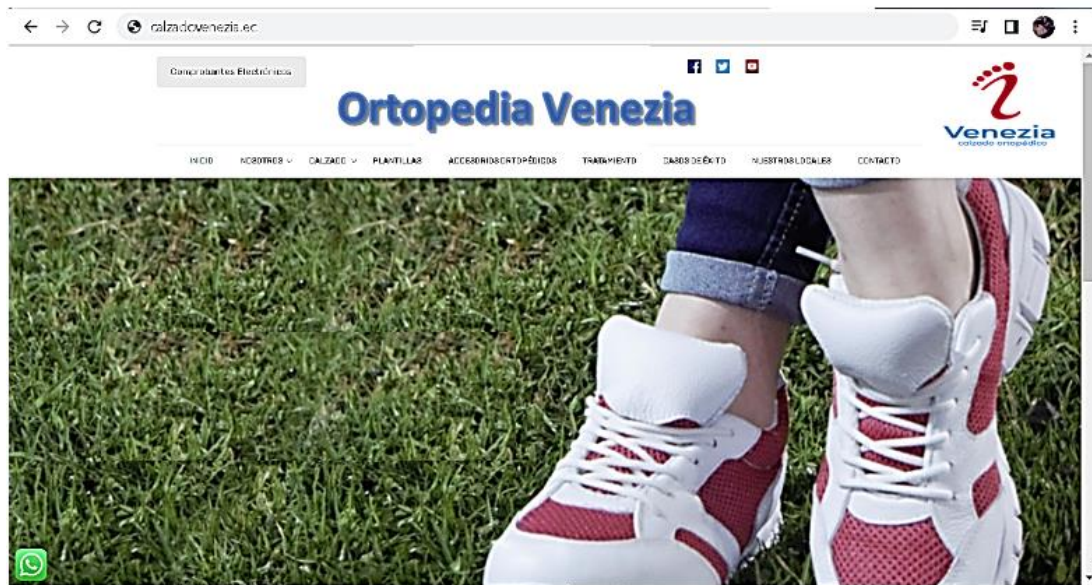 calzadovenezia.ec
Comprobantes Electrónicos
Ortopedia Venezia
Venezia
calzado ortopédico
INICIO NOSOTROS CALZADO PLANTILLAS ACCESORIOS ORTOPÉDICOS TRATAMIENTO CASOS DE ÉXITO NUESTROS LOCALES CONTACTO